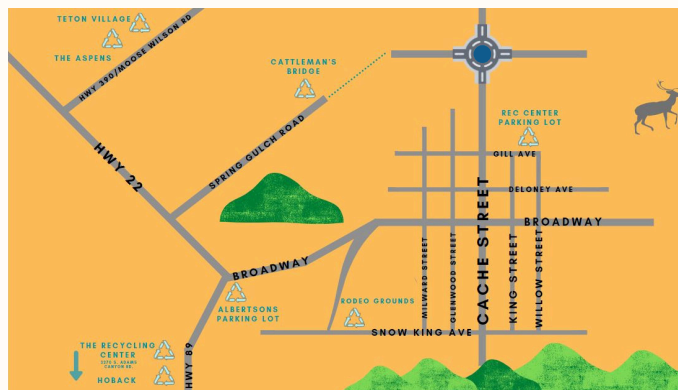 TETON VILLAGE
THE ASPENS
HWY 390/MOOSE WILSON RD
CATTLEMAN'S
BRIDGE
REC CENTER
PARKING LOT
GILL AVE
HWY 22
SPRING GULCH ROAD
DELONEY AVE
BROADWAY
MILWARD STREET
GLENWOOD STREET
CACHE STREET
KING STREET
WILLOW STREET
BROADWAY
ALBERTSONS
PARKING LOT
RODEO GROUNDS
SNOW KING AVE
THE RECYCLING
CENTER
HOBACK
HWY 89